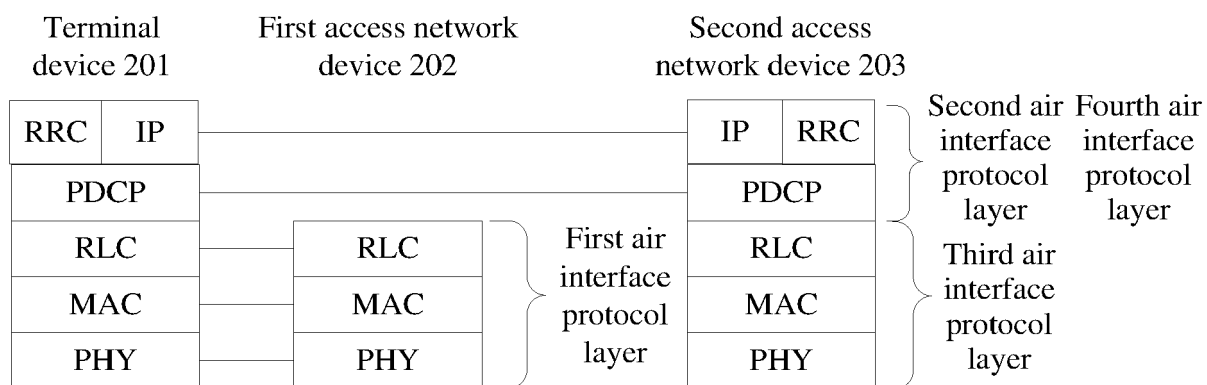 Terminal
device 201
First access network
device 202
Second access
network device 203
RRC
IP
PDCP
RLC
MAC
PHY
RLC
MAC
PHY
First air
interface
protocol
layer
IP
RRC
PDCP
RLC
MAC
PHY
Second air
interface
protocol
layer
Fourth air
interface
protocol
layer
Third air
interface
protocol
layer